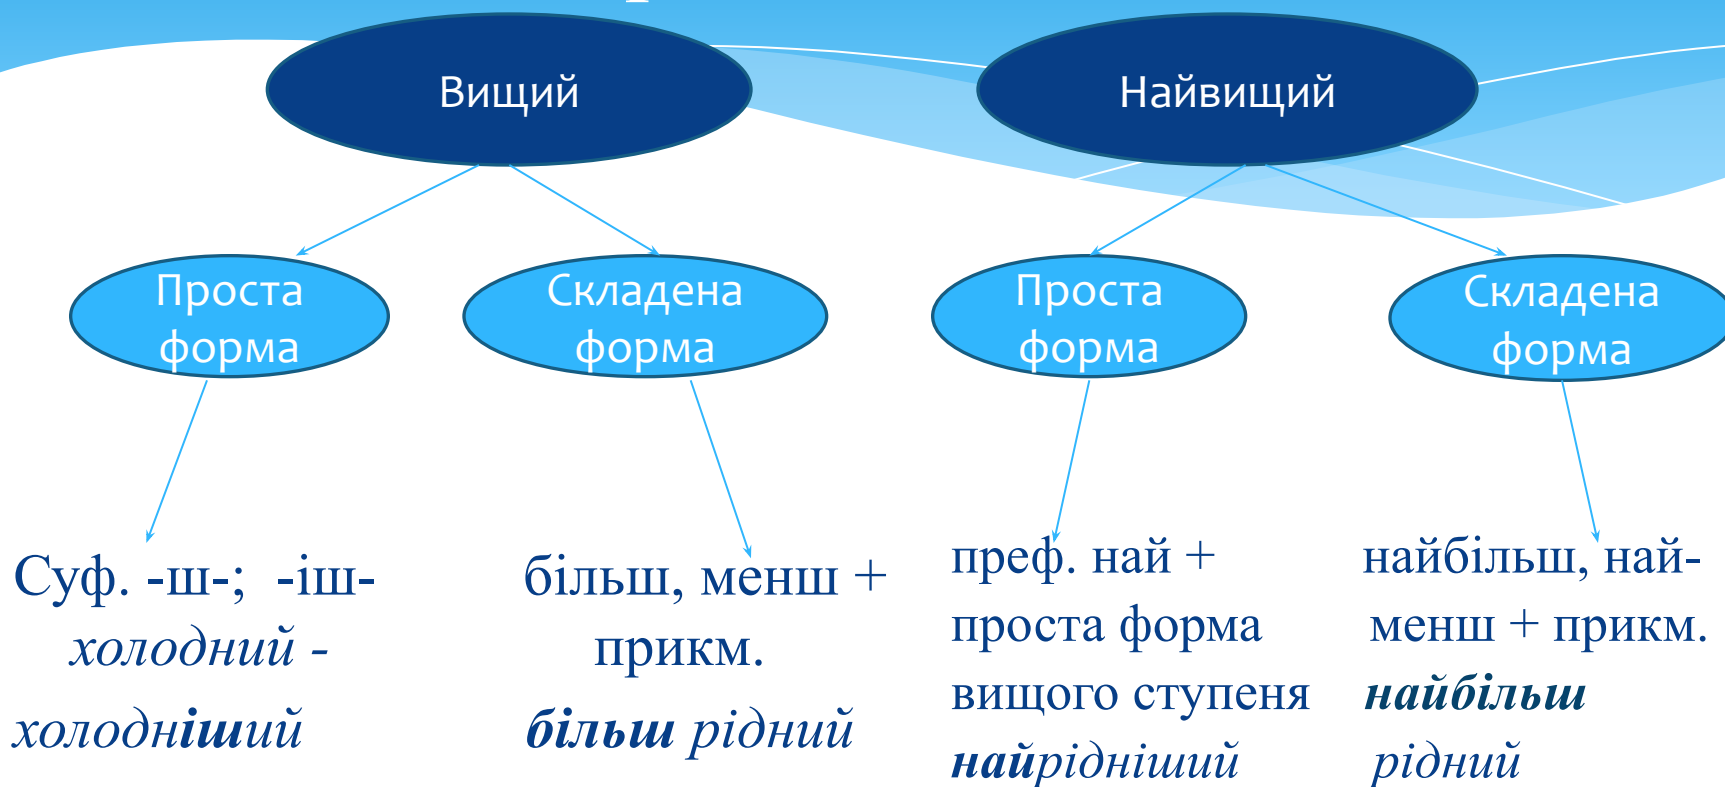 Вищий
Найвищий
Проста
форма
Складена
форма
Проста
форма
Складена
форма
Суф. -ш-; -іш-
холодний -
холодніший
більш, менш +
прикм.
більш рідний
преф. най +
проста форма
вищого ступеня
найрідніший
найбільш, най-
менш + прикм.
найбільш
рідний